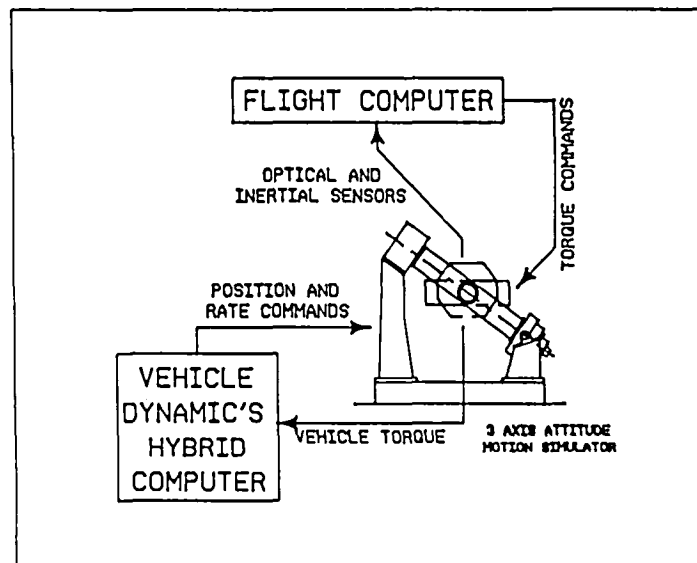 FLIGHT COMPUTER
OPTICAL AND
INERTIAL SENSORS
TORQUE COMMANDS
POSITION AND
RATE COMMANDS
VEHICLE
DYNAMIC'S
HYBRID
COMPUTER
VEHICLE TORQUE
3 AXIS ATTITUDE
MOTION SIMULATOR